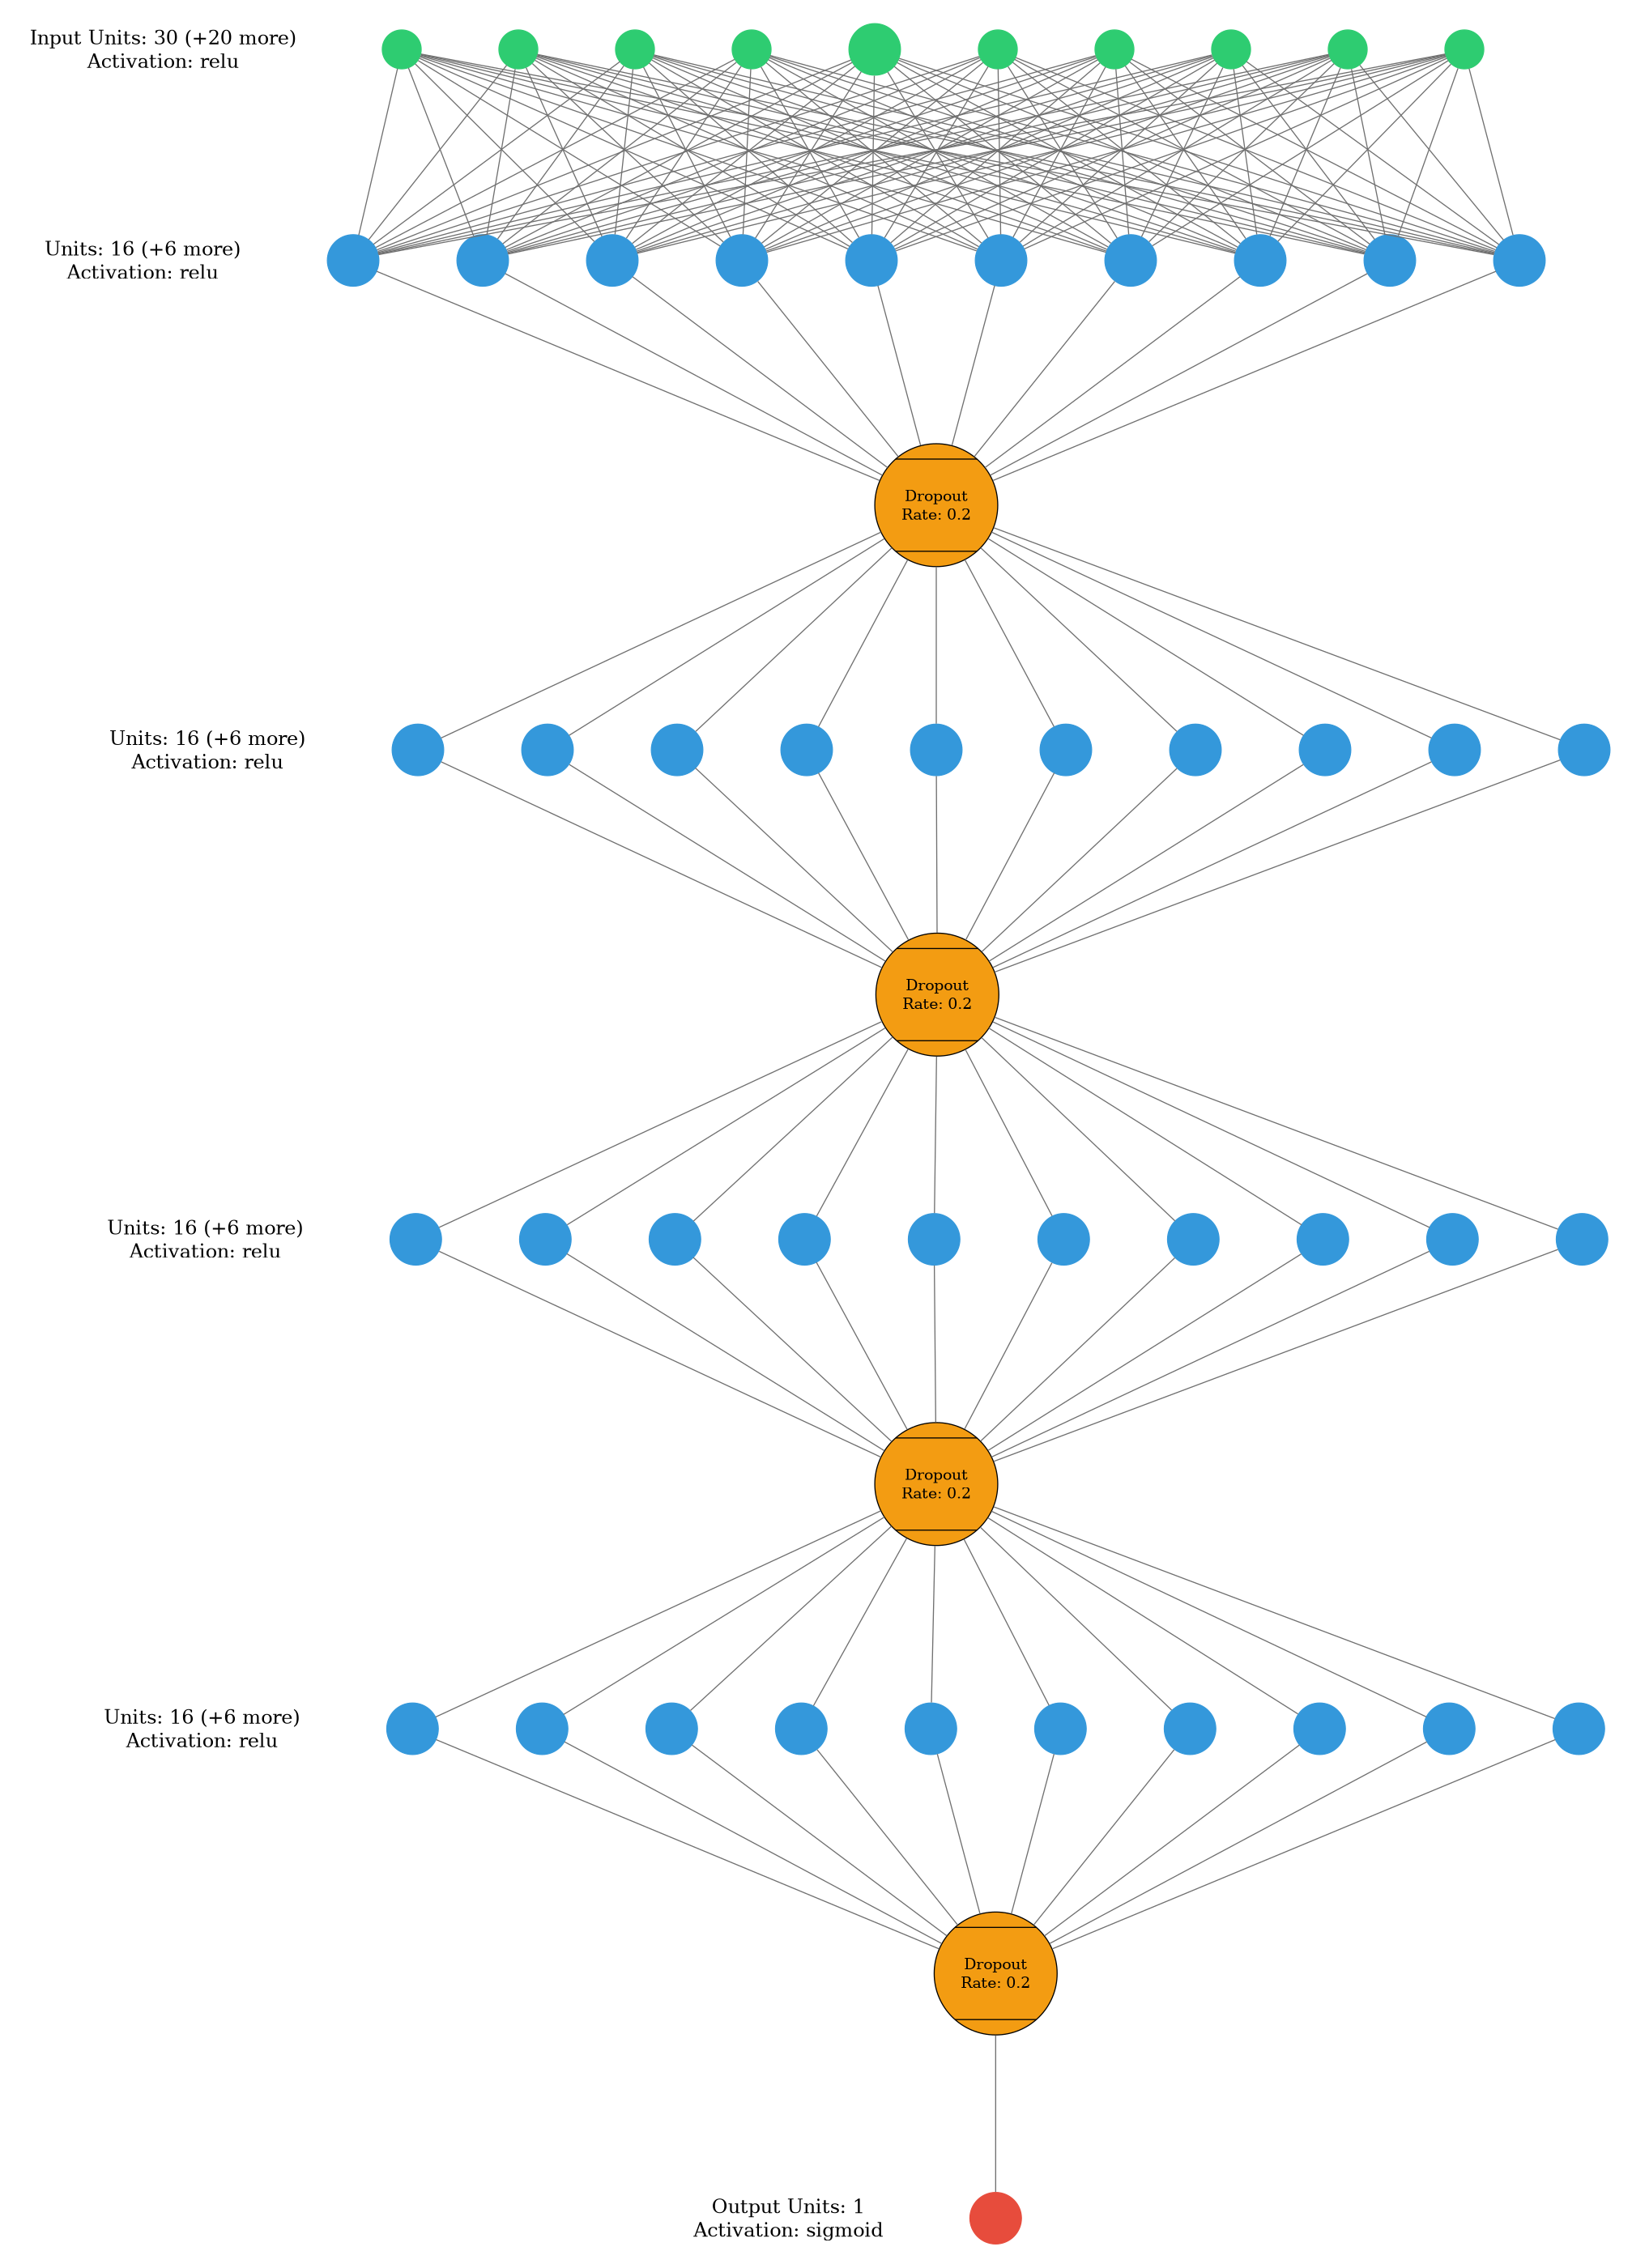 Input Units: 30 (+20 more)
Activation: relu
Units: 16 (+6 more)
Activation: relu
Dropout
Rate: 0.2
Units: 16 (+6 more)
Activation: relu
Dropout
Rate: 0.2
Units: 16 (+6 more)
Activation: relu
Dropout
Rate: 0.2
Units: 16 (+6 more)
Activation: relu
Dropout
Rate: 0.2
Output Units: 1
Activation: sigmoid